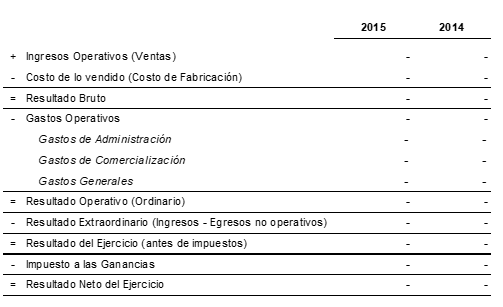 2015 2014
+ Ingresos Operativos (Ventas) - -
- Costo de lo vendido (Costo de Fabricación) - -
= Resultado Bruto - -
- Gastos Operativos - -
Gastos de Administración - -
Gastos de Comercialización - -
Gastos Generales - -
= Resultado Operativo (Ordinario) - -
- Resultado Extraordinario (Ingresos - Egresos no operativos) - -
= Resultado del Ejercicio (antes de impuestos) - -
- Impuesto a las Ganancias - -
= Resultado Neto del Ejercicio - -